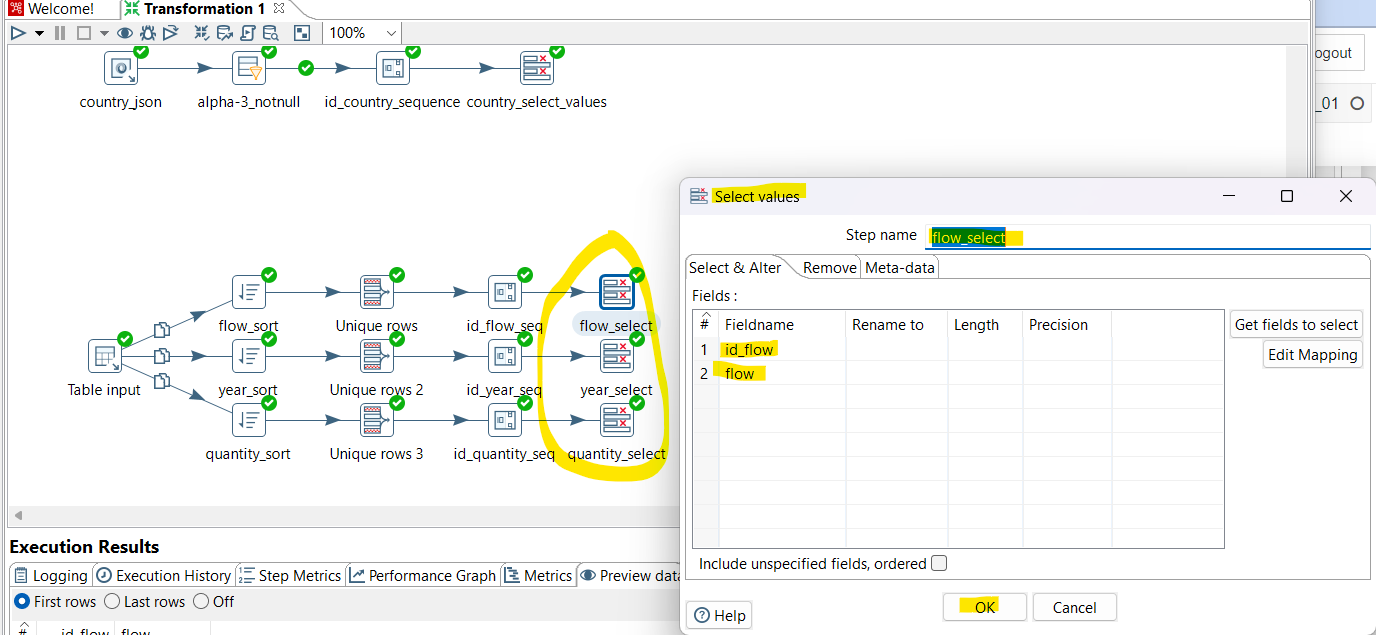 Welcome!
Transformation 1
100%
ogout
_01
country_json
alpha-3_notnull
id_country_sequence
country_select_values
Select values
Step name
flow_select
Select & Alter
Remove
Meta-data
Fields :
# Fieldname Rename to Length Precision
1 id_flow
2 flow
Get fields to select
Edit Mapping
Include unspecified fields, ordered
Help
OK
Cancel
flow_sort
Unique rows
id_flow_seq
flow_select
Table input
year_sort
Unique rows 2
id_year_seq
year_select
quantity_sort
Unique rows 3
id_quantity_seq
quantity_select
Execution Results
Logging
Execution History
Step Metrics
Performance Graph
Metrics
Preview data
First rows
Last rows
Off
# id_flow flow